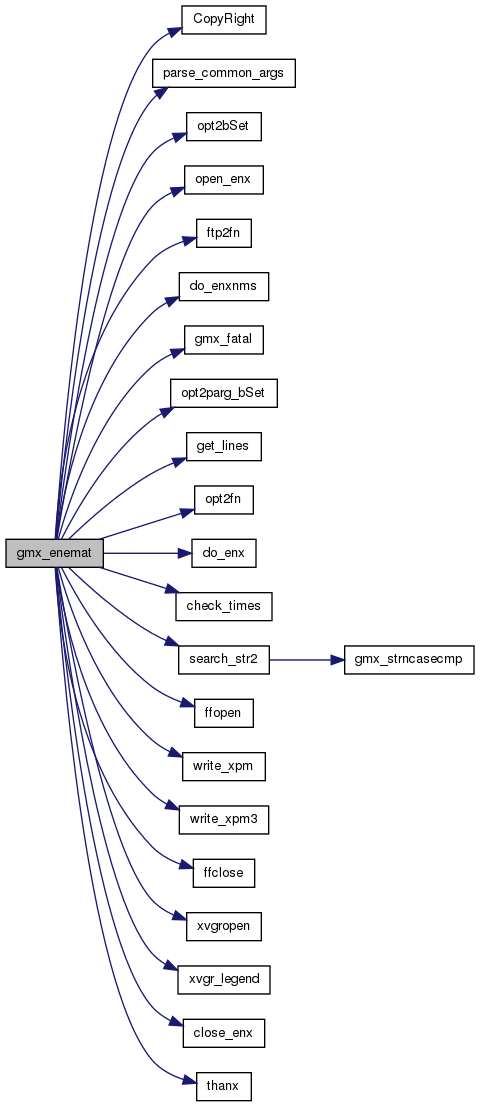 CopyRight
parse_common_args
opt2bSet
open_enx
ftp2fn
do_enxnms
gmx_fatal
opt2parg_bSet
get_lines
opt2fn
gmx_enemat
do_enx
check_times
search_str2
gmx_strncasecmp
ffopen
write_xpm
write_xpm3
ffclose
xvgropen
xvgr_legend
close_enx
thanx